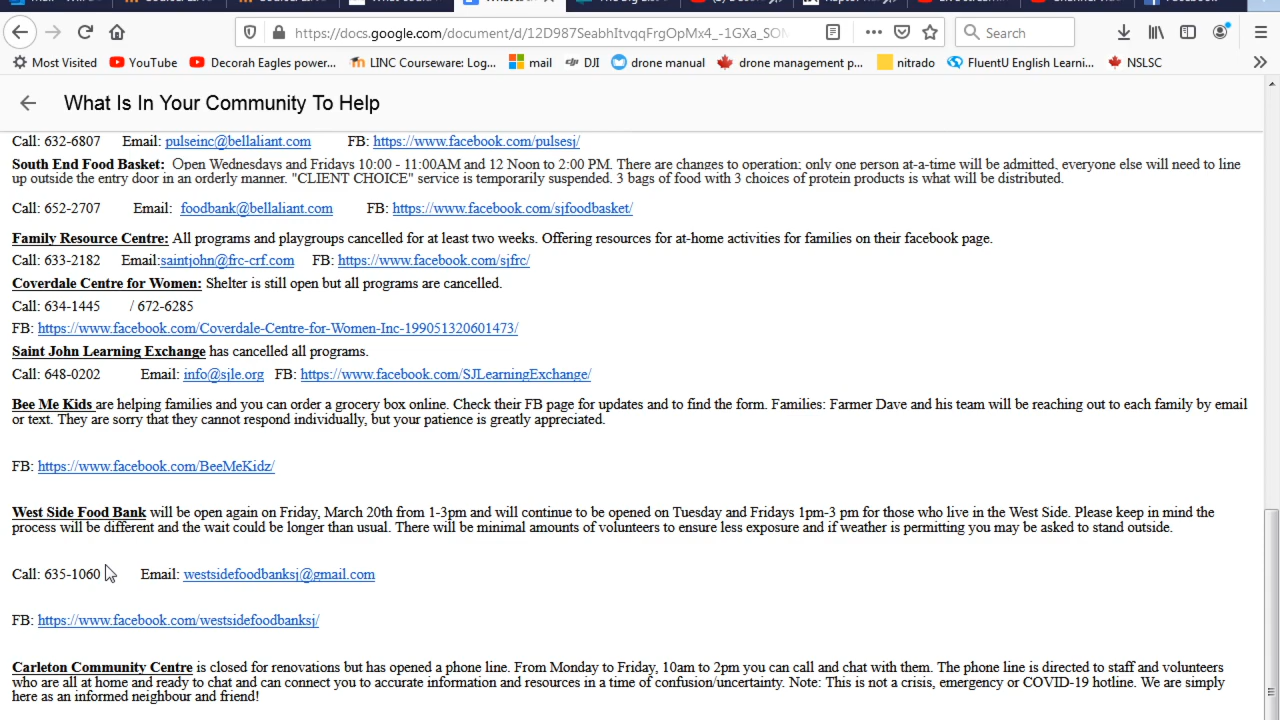 https://docs.google.com/document/d/12D987SeabhItvqqFrgOpMx4_-1GXa_SOM
Search
Most Visited YouTube Decorah Eagles power... LINC Courseware: Log... mail DJI drone manual drone management p... nitrado FluentU English Learni... NSLSC
What Is In Your Community To Help
Call: 632-6807 Email: pulseinc@bellaliant.com FB: https://www.facebook.com/pulsesj/
South End Food Basket: Open Wednesdays and Fridays 10:00 - 11:00AM and 12 Noon to 2:00 PM. There are changes to operation: only one person at-a-time will be admitted, everyone else will need to line
up outside the entry door in an orderly manner. "CLIENT CHOICE" service is temporarily suspended. 3 bags of food with 3 choices of protein products is what will be distributed.
Call: 652-2707 Email: foodbank@bellaliant.com FB: https://www.facebook.com/sjfoodbasket/
Family Resource Centre: All programs and playgroups cancelled for at least two weeks. Offering resources for at-home activities for families on their facebook page.
Call: 633-2182 Email:saintjohn@frc-crf.com FB: https://www.facebook.com/sjfrc/
Coverdale Centre for Women: Shelter is still open but all programs are cancelled.
Call: 634-1445 / 672-6285
FB: https://www.facebook.com/Coverdale-Centre-for-Women-Inc-199051320601473/
Saint John Learning Exchange has cancelled all programs.
Call: 648-0202 Email: info@sjle.org FB: https://www.facebook.com/SJLearningExchange/
Bee Me Kids are helping families and you can order a grocery box online. Check their FB page for updates and to find the form. Families: Farmer Dave and his team will be reaching out to each family by email
or text. They are sorry that they cannot respond individually, but your patience is greatly appreciated.
FB: https://www.facebook.com/BeeMeKidz/
West Side Food Bank will be open again on Friday, March 20th from 1-3pm and will continue to be opened on Tuesday and Fridays 1pm-3 pm for those who live in the West Side. Please keep in mind the
process will be different and the wait could be longer than usual. There will be minimal amounts of volunteers to ensure less exposure and if weather is permitting you may be asked to stand outside.
Call: 635-1060 Email: westsidefoodbanksj@gmail.com
FB: https://www.facebook.com/westsidefoodbanksj/
Carleton Community Centre is closed for renovations but has opened a phone line. From Monday to Friday, 10am to 2pm you can call and chat with them. The phone line is directed to staff and volunteers
who are all at home and ready to chat and can connect you to accurate information and resources in a time of confusion/uncertainty. Note: This is not a crisis, emergency or COVID-19 hotline. We are simply
here as an informed neighbour and friend!